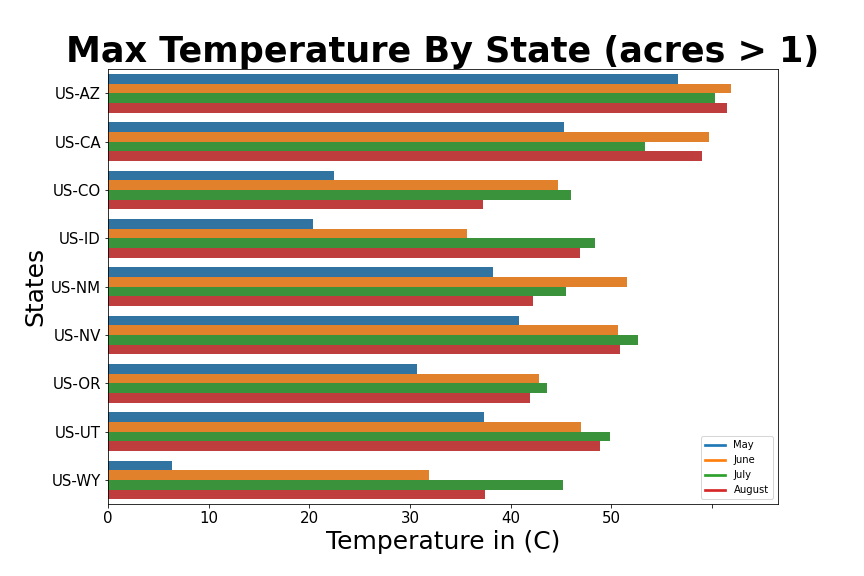 Max Temperature By State (acres > 1)
US-AZ
US-CA
US-CO
US-ID
US-NM
US-NV
US-OR
US-UT
US-WY
States
May
June
July
August
0 10 20 30 40 50
Temperature in (C)